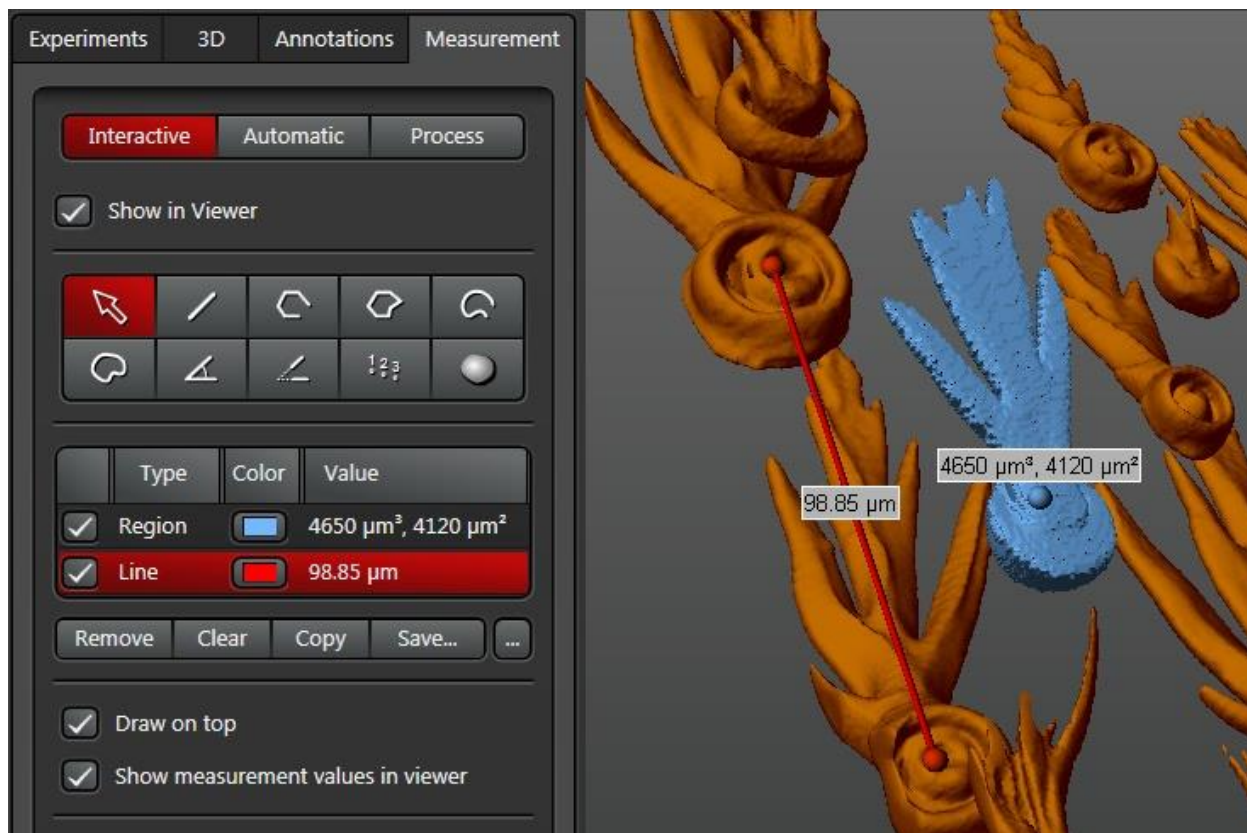 Experiments 3D Annotations Measurement
Interactive Automatic Process
Show in Viewer
1 2 3
Type Color Value
Region 4650 µm³, 4120 µm²
Line 98.85 µm
Remove Clear Copy Save... ...
Draw on top
Show measurement values in viewer
4650 µm³, 4120 µm²
98.85 µm